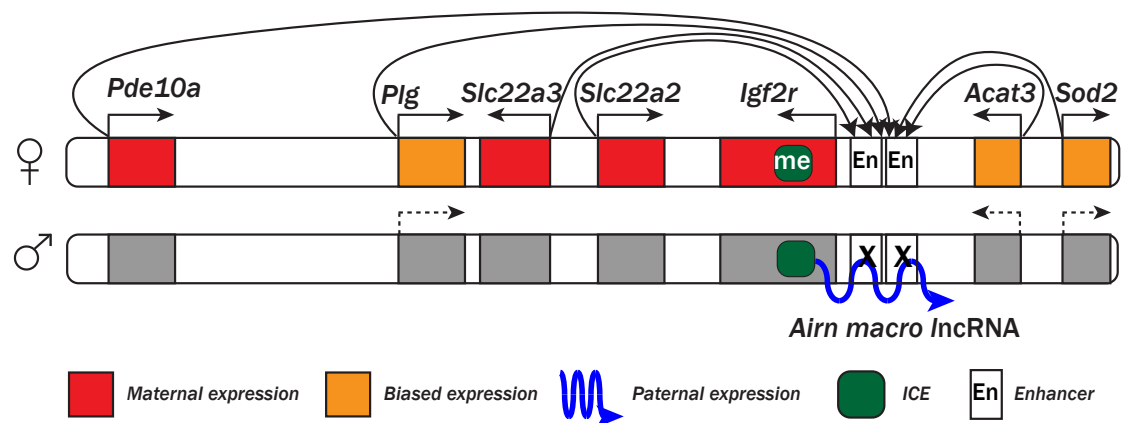 Pde10a
Plg
Slc22a3
Slc22a2
Igf2r
Acat3
Sod2
♀
me
En
En
♂
X
X
Airn macro lncRNA
Maternal expression
Biased expression
Paternal expression
ICE
En
Enhancer